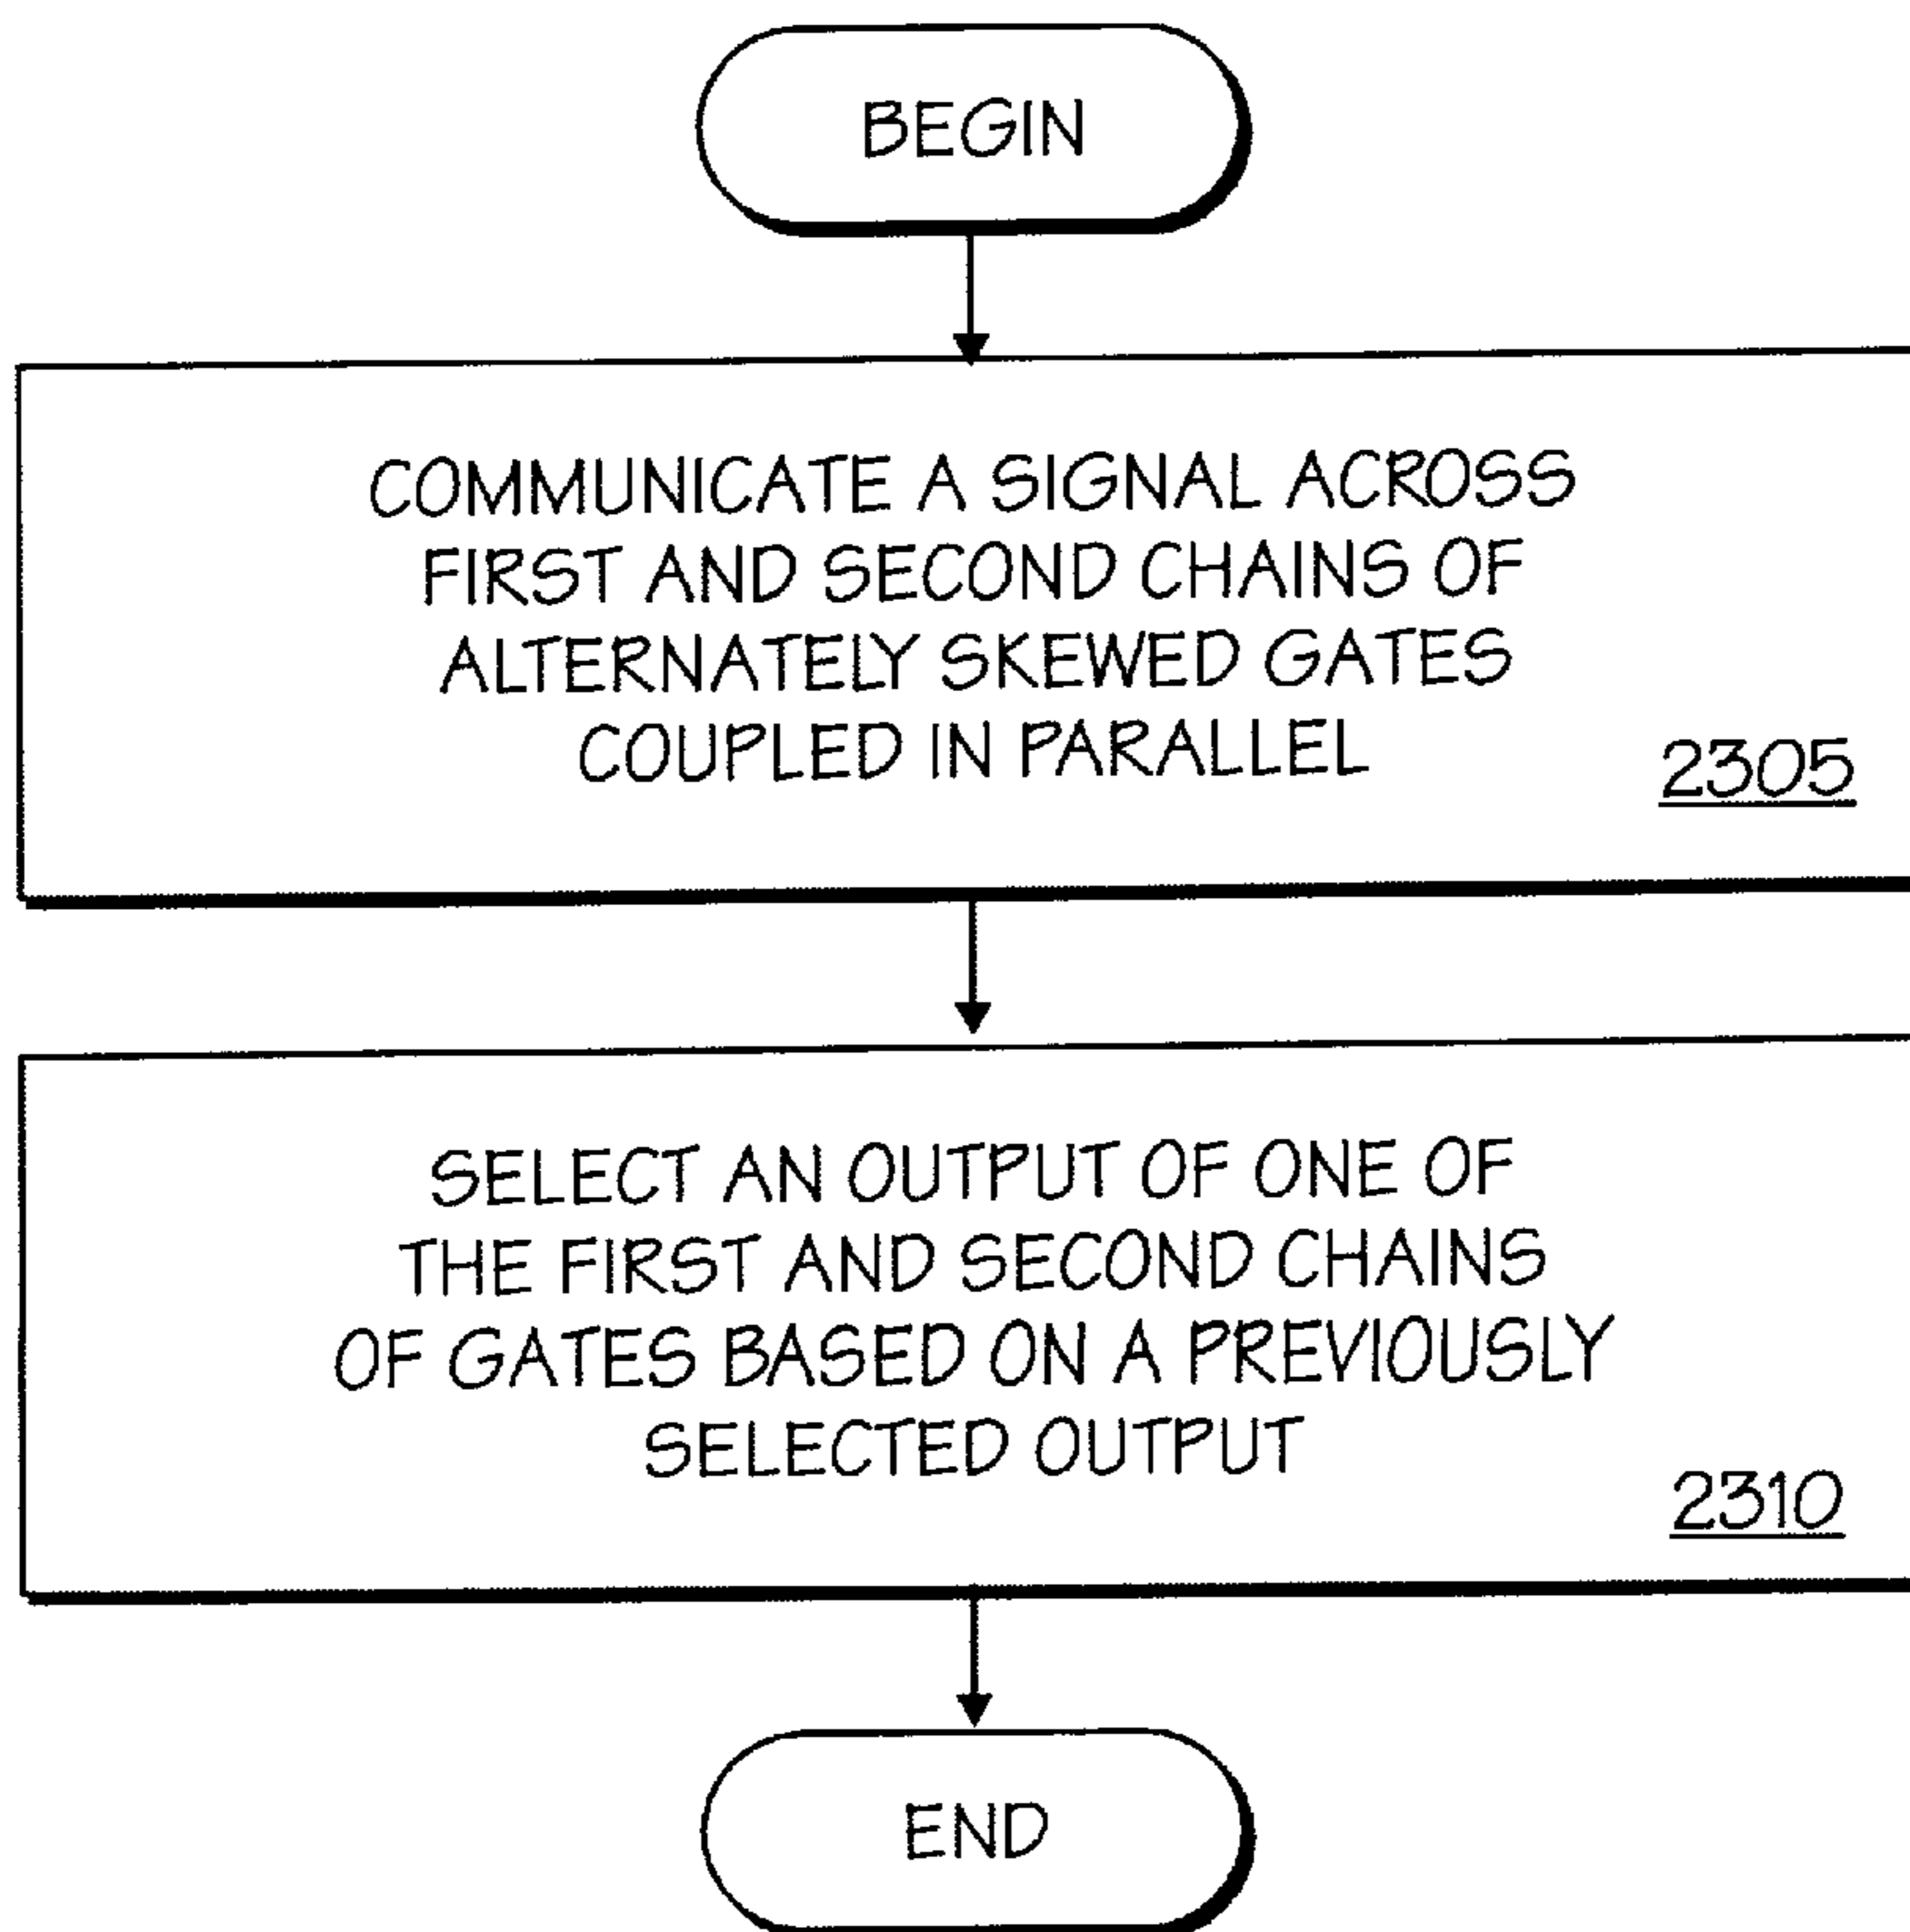 BEGIN
COMMUNICATE A SIGNAL ACROSS
FIRST AND SECOND CHAINS OF
ALTERNATELY SKEWED GATES
COUPLED IN PARALLEL
2305
SELECT AN OUTPUT OF ONE OF
THE FIRST AND SECOND CHAINS
OF GATES BASED ON A PREVIOUSLY
SELECTED OUTPUT
2310
END